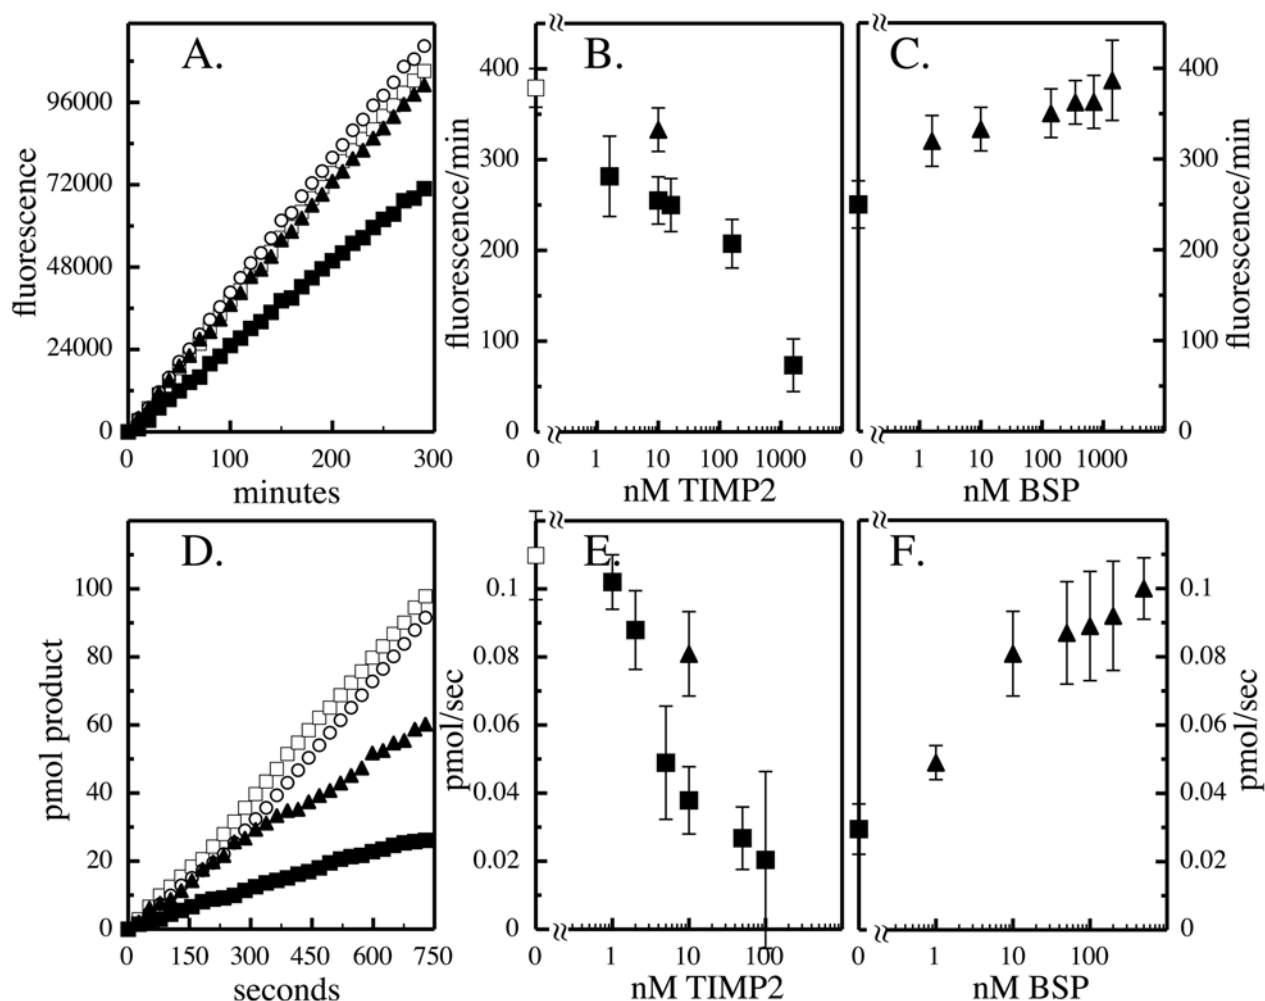 A.
fluorescence
96000
72000
48000
24000
0
0 100 200 300
minutes
B.
fluorescence/min
400
300
200
100
0
0 1 10 100 1000
nM TIMP2
C.
400
300
200
100
0
fluorescence/min
0 1 10 100 1000
nM BSP
D.
pmol product
100
80
60
40
20
0
0 150 300 450 600 750
seconds
E.
pmol/sec
0.1
0.08
0.06
0.04
0.02
0
0 1 10 100
nM TIMP2
F.
0.1
0.08
0.06
0.04
0.02
0
pmol/sec
0 1 10 100
nM BSP